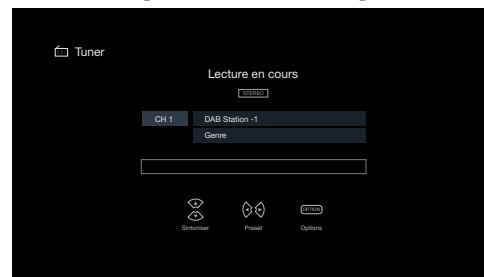 Tuner
Lecture en cours
STEREO
CH 1
DAB Station -1
Genre
OPTION
Sintoniser
Preset
Options